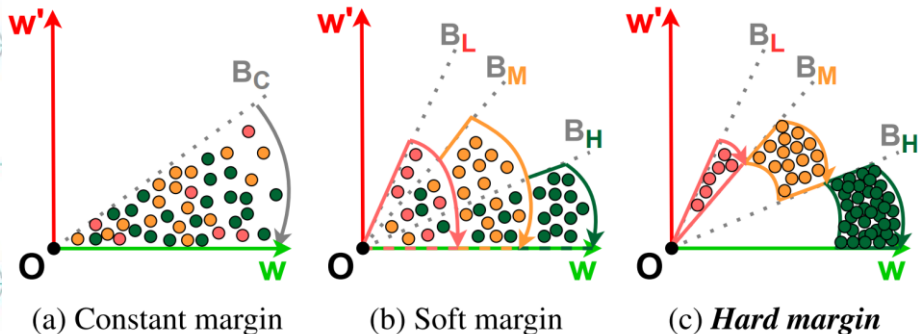 w' B_C O w
w' B_L B_M B_H O w
w' B_L B_M B_H O w
(a) Constant margin
(b) Soft margin
(c) Hard margin